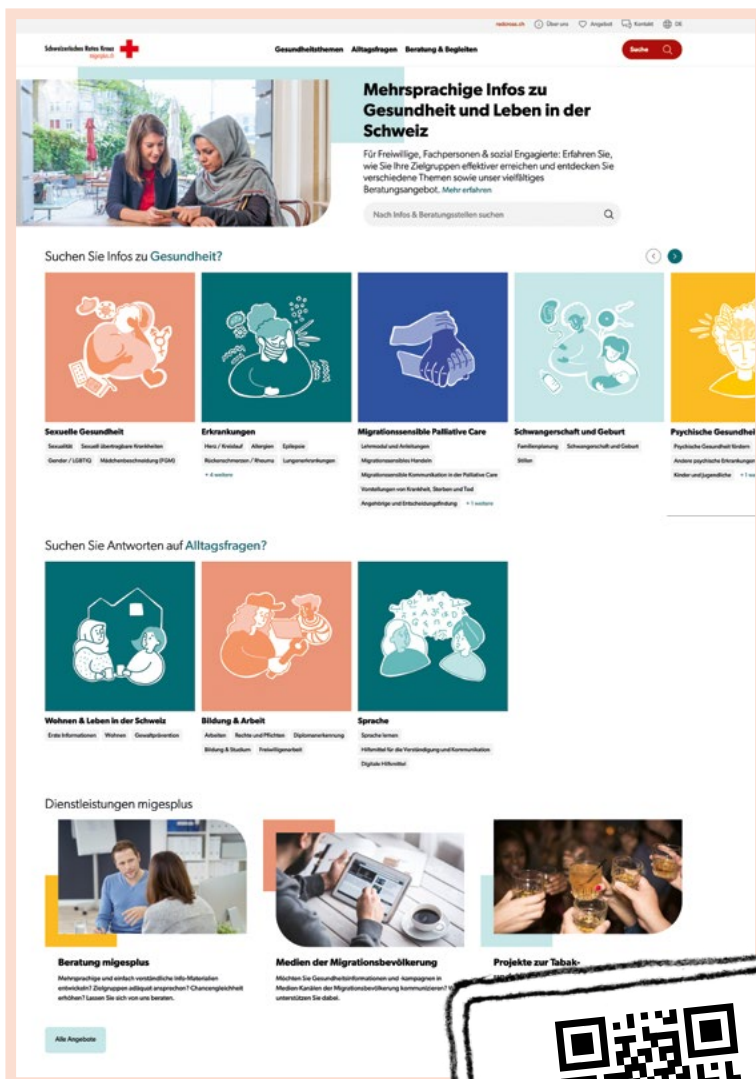 redcross.ch Über uns Angebot Kontakt DE
Schweizerisches Rotes Kreuz
migesplus.ch
Gesundheitsthemen Alltagsfragen Beratung & Begleiten
Suche
Mehrsprachige Infos zu
Gesundheit und Leben in der
Schweiz
Für Freiwillige, Fachpersonen & sozial Engagierte: Erfahren Sie,
wie Sie Ihre Zielgruppen effektiver erreichen und entdecken Sie
verschiedene Themen sowie unser vielfältiges
Beratungsangebot. Mehr erfahren
Nach Infos & Beratungsstellen suchen
Suchen Sie Infos zu Gesundheit?
Sexuelle Gesundheit
Sexualität Sexuell übertragbare Krankheiten
Gender / LGBTIQ Mädchenbeschneidung (FGM)
Erkrankungen
Herz / Kreislauf Allergien Epilepsie
Rückenschmerzen / Rheuma Lungenerkrankungen
+ 4 weitere
Migrationssensible Palliative Care
Lehrmodul und Anleitungen
Migrationssensibles Handeln
Migrationssensible Kommunikation in der Palliative Care
Vorstellungen von Krankheit, Sterben und Tod
Angehörige und Entscheidungsfindung + 1 weitere
Schwangerschaft und Geburt
Familienplanung Schwangerschaft und Geburt
Stillen
Psychische Gesundhei
Psychische Gesundheit fördern
Andere psychische Erkrankungen
Kinder und Jugendliche
Suchen Sie Antworten auf Alltagsfragen?
Wohnen & Leben in der Schweiz
Erste Informationen Wohnen Gewaltprävention
Bildung & Arbeit
Arbeiten Rechte und Pflichten Diplomanerkennung
Bildung & Studium Freiwilligenarbeit
Sprache
Sprache lernen
Hilfsmittel für die Verständigung und Kommunikation
Digitale Hilfsmittel
Dienstleistungen migesplus
Beratung migesplus
Mehrsprachige und einfach verständliche Info-Materialien
entwickeln? Zielgruppen adäquat ansprechen? Chancengleichheit
erhöhen? Lassen Sie sich von uns beraten.
Medien der Migrationsbevölkerung
Möchten Sie Gesundheitsinformationen und -kampagnen in
Medien Kanälen der Migrationsbevölkerung kommunizieren?
unterstützen Sie dabei.
Projekte zur Tabak-
Alle Angebote